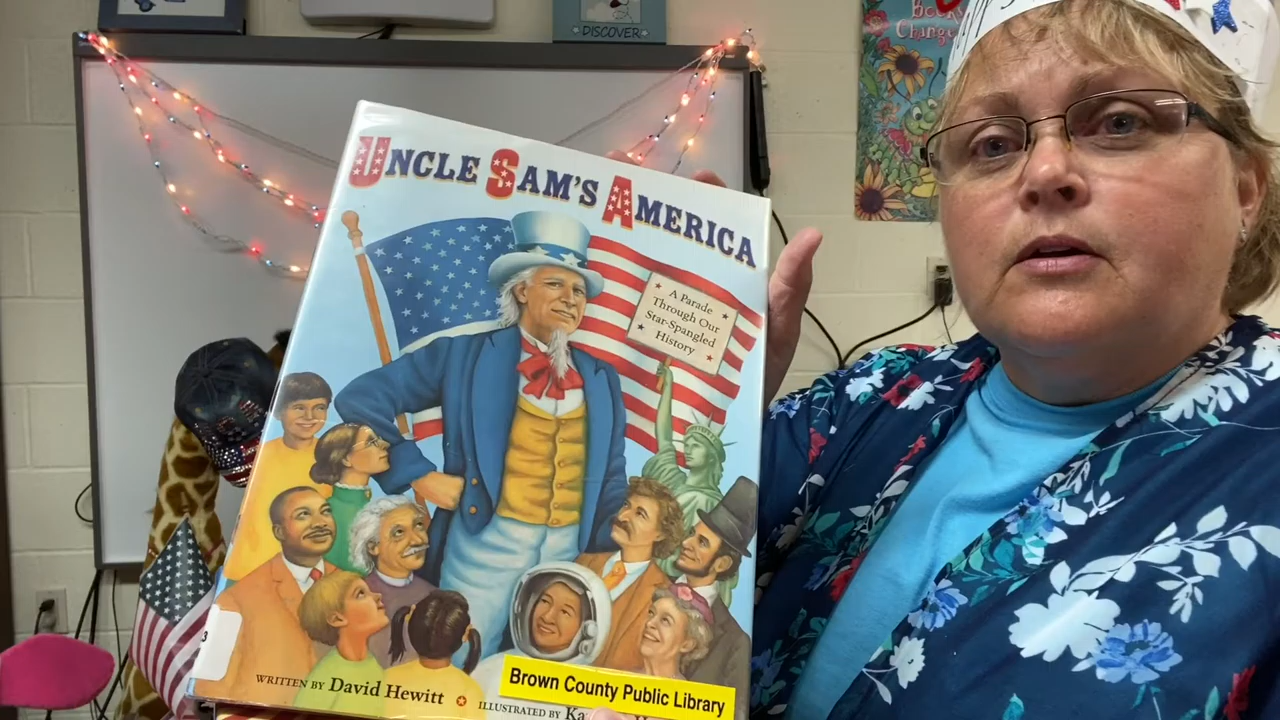 DISCOVER
UNCLE SAM'S AMERICA
A Parade
Through Our
Star-Spangled
History
WRITTEN BY David Hewitt
ILLUSTRATED BY
Brown County Public Library
3